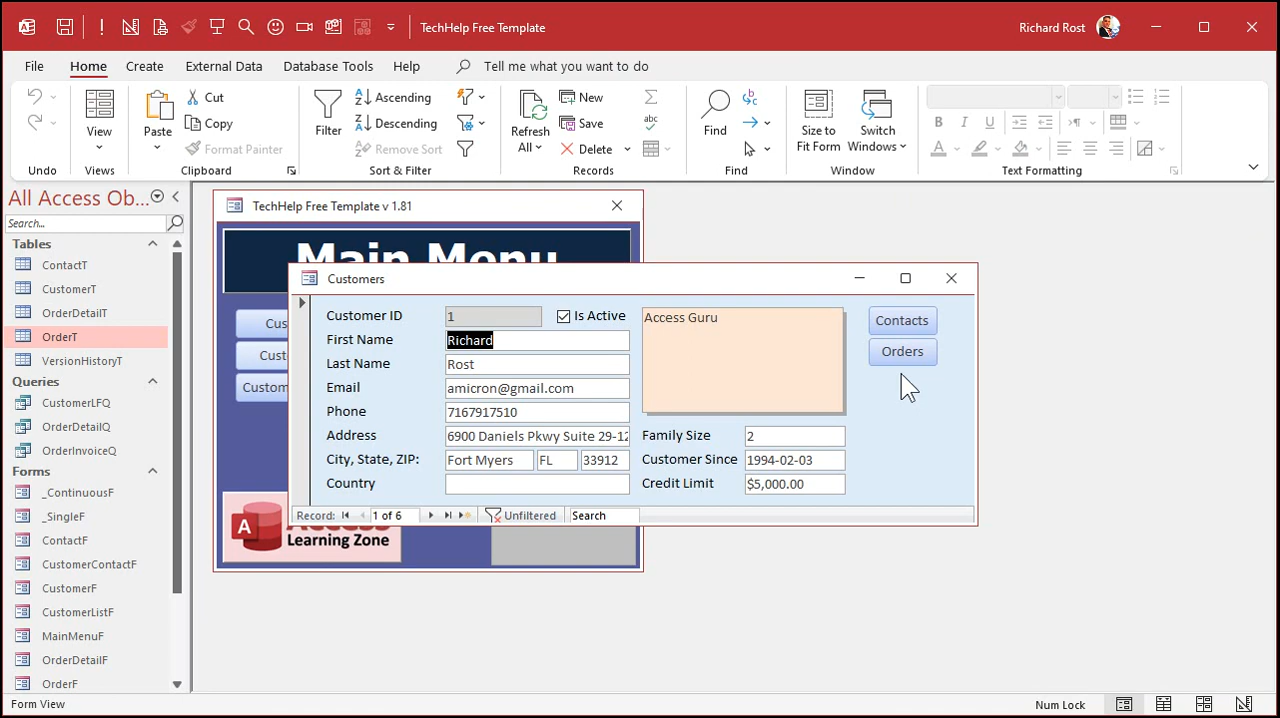 TechHelp Free Template
Richard Rost
File Home Create External Data Database Tools Help Tell me what you want to do
View
Paste
Cut
Copy
Format Painter
Filter
Ascending
Descending
Remove Sort
Refresh
All
New
Save
Delete
Find
Size to
Fit Form
Switch
Windows
B I U
A
Undo Views Clipboard Sort & Filter Records Find Window Text Formatting
All Access Ob...
Search...
Tables
ContactT
CustomerT
OrderDetailT
OrderT
VersionHistoryT
Queries
CustomerLFQ
OrderDetailQ
OrderInvoiceQ
Forms
_ContinuousF
_SingleF
ContactF
CustomerContactF
CustomerF
CustomerListF
MainMenuF
OrderDetailF
OrderF
TechHelp Free Template v 1.81
Main Menu
Cus
Custo
Custom
A
Learning Zone
Customers
Customer ID 1 Is Active
First Name Richard
Last Name Rost
Email amicron@gmail.com
Phone 7167917510
Address 6900 Daniels Pkwy Suite 29-12
City, State, ZIP: Fort Myers FL 33912
Country
Access Guru
Family Size 2
Customer Since 1994-02-03
Credit Limit $5,000.00
Contacts
Orders
Record: 1 of 6 Unfiltered Search
Form View
Num Lock